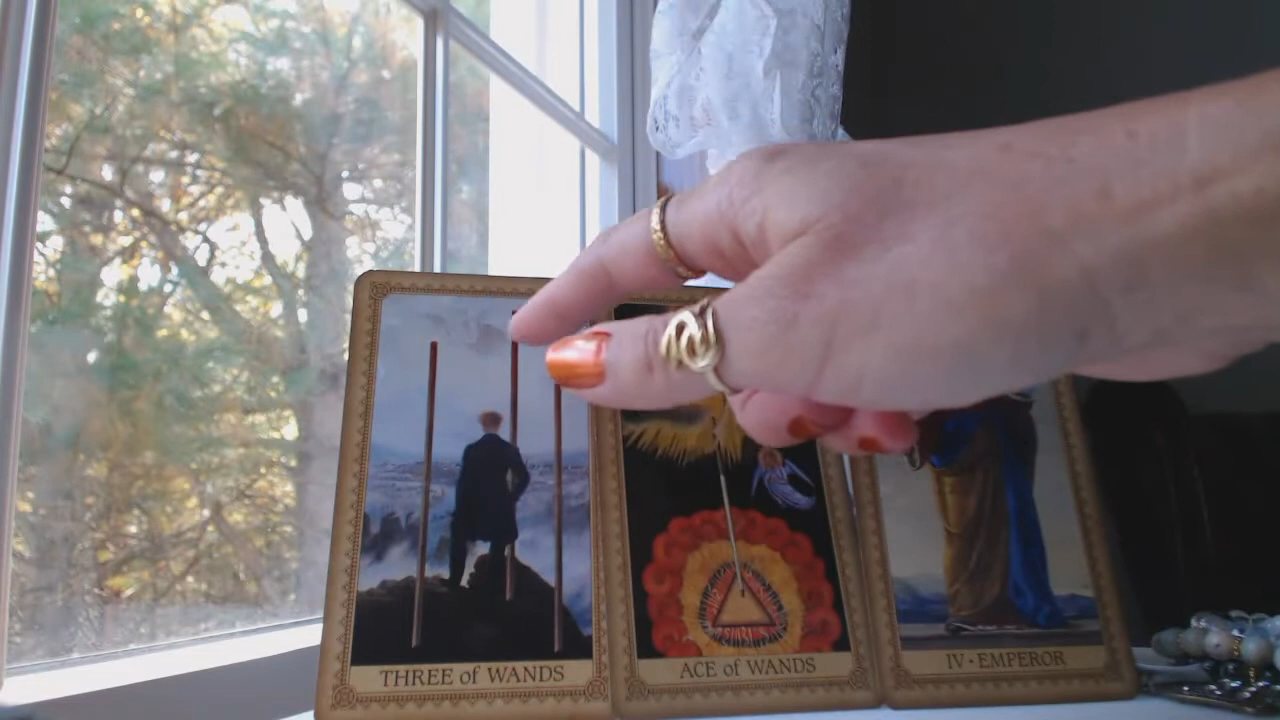 THREE of WANDS
ACE of WANDS
IV • EMPEROR